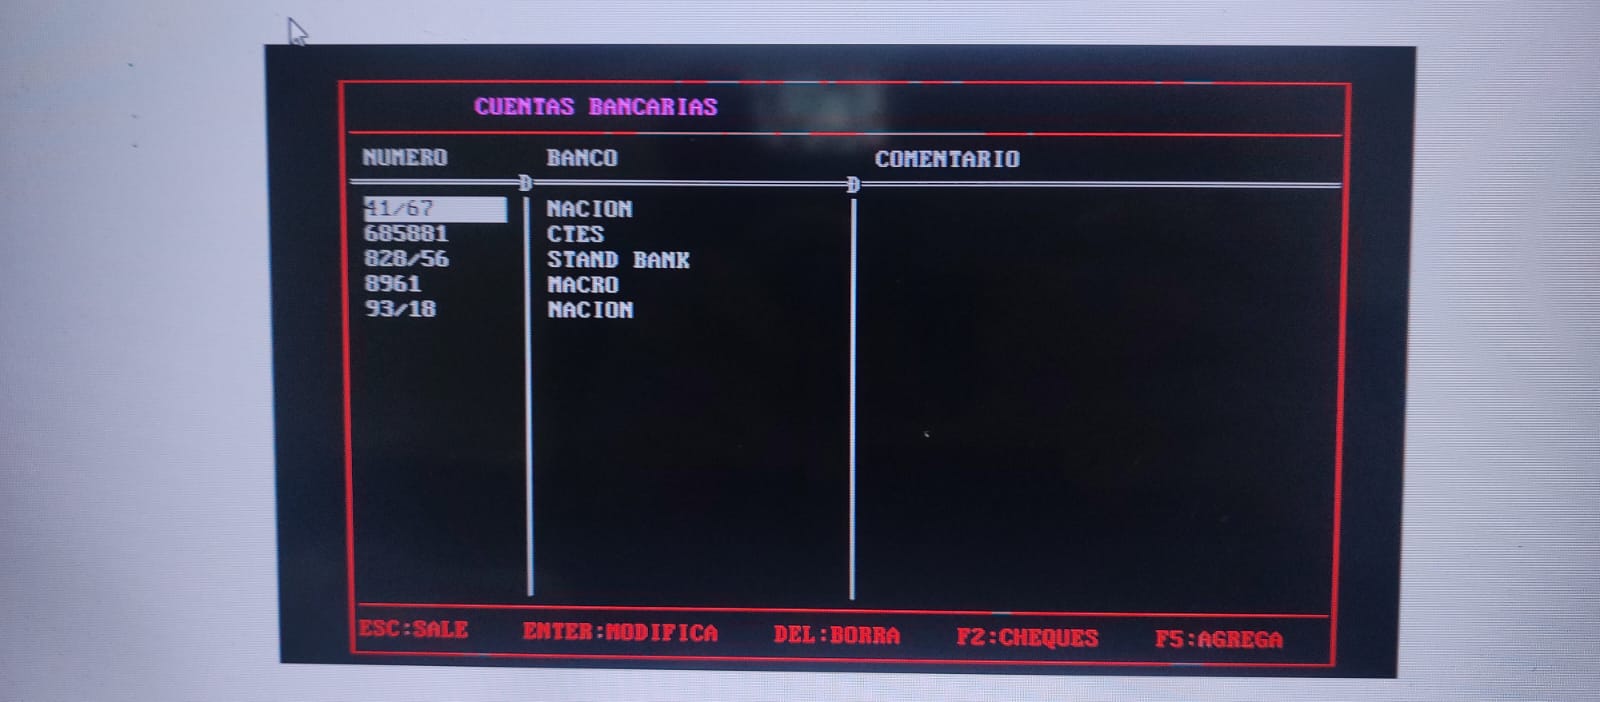 CUENTAS BANCARIAS
NUMERO BANCO COMENTARIO
41/67 NACION
685881 CTES
828/56 STAND BANK
8961 MACRO
93/18 NACION
ESC:SALE ENTER:MODIFICA DEL:BORRA F2:CHEQUES F5:AGREGA